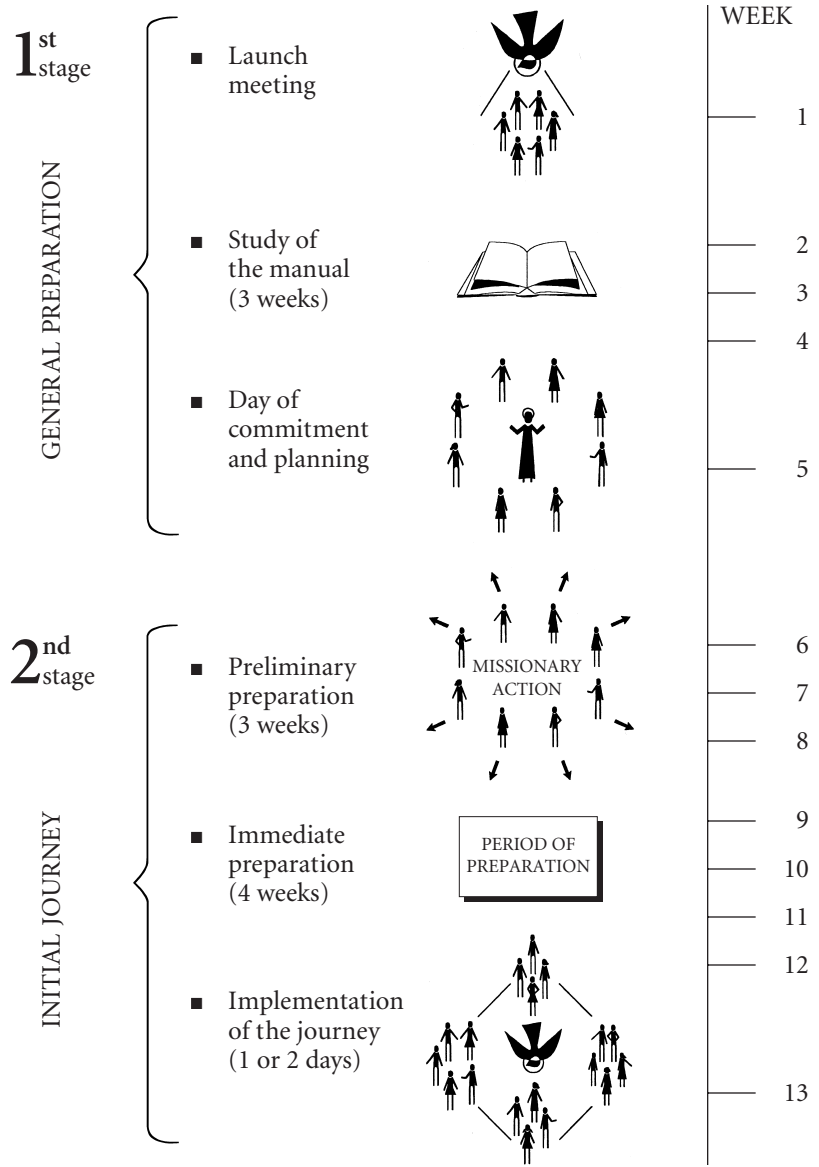 WEEK
1st
stage
GENERAL PREPARATION
■ Launch
meeting
1
■ Study of
the manual
(3 weeks)
2
3
4
■ Day of
commitment
and planning
5
2nd
stage
INITIAL JOURNEY
■ Preliminary
preparation
(3 weeks)
MISSIONARY
ACTION
6
7
8
■ Immediate
preparation
(4 weeks)
PERIOD OF
PREPARATION
9
10
11
12
■ Implementation
of the journey
(1 or 2 days)
13